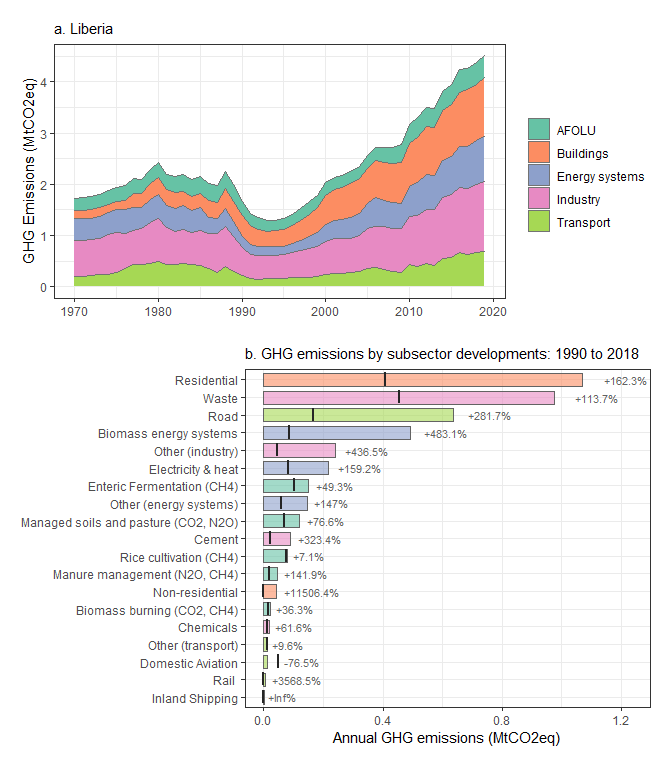 a. Liberia
GHG Emissions (MtCO2eq)
4
3
2
1
0
1970
1980
1990
2000
2010
2020
AFOLU
Buildings
Energy systems
Industry
Transport
b. GHG emissions by subsector developments: 1990 to 2018
Residential +162.3%
Waste +113.7%
Road +281.7%
Biomass energy systems +483.1%
Other (industry) +436.5%
Electricity & heat +159.2%
Enteric Fermentation (CH4) +49.3%
Other (energy systems) +147%
Managed soils and pasture (CO2, N2O) +76.6%
Cement +323.4%
Rice cultivation (CH4) +7.1%
Manure management (N2O, CH4) +141.9%
Non-residential +11506.4%
Biomass burning (CO2, CH4) +36.3%
Chemicals +61.6%
Other (transport) +9.6%
Domestic Aviation -76.5%
Rail +3568.5%
Inland Shipping +Inf%
0.0
0.4
0.8
1.2
Annual GHG emissions (MtCO2eq)